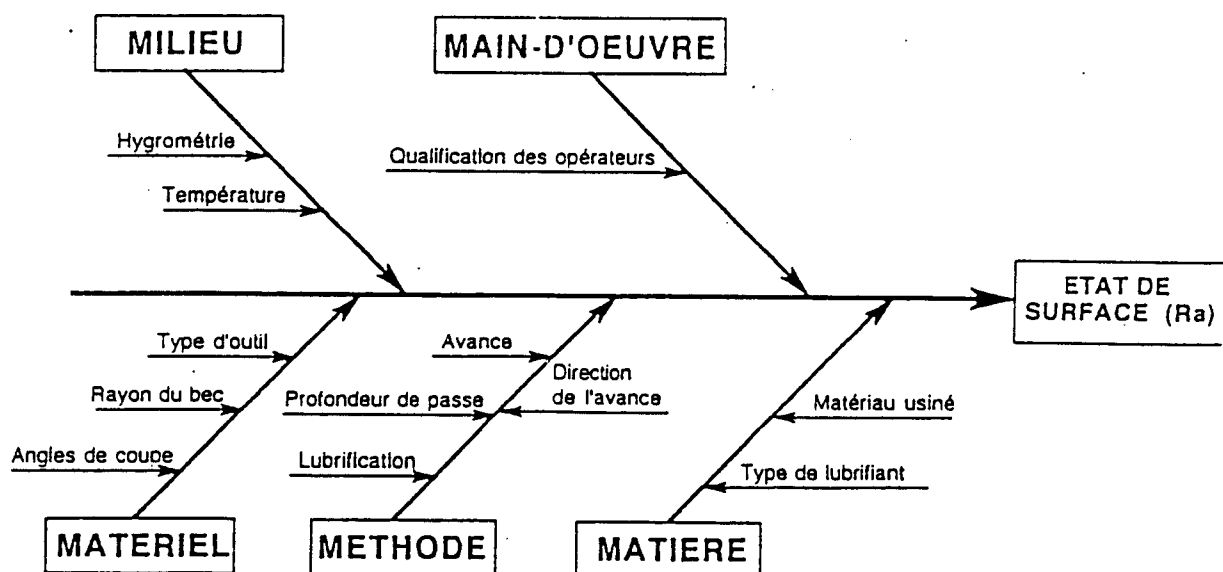 MILIEU
MAIN-D'OEUVRE
Hygrométrie
Qualification des opérateurs
Température
ETAT DE
SURFACE (Ra)
Type d'outil
Avance
Direction
de l'avance
Rayon du bec
Profondeur de passe
Matériau usiné
Angles de coupe
Lubrification
Type de lubrifiant
MATERIEL
METHODE
MATIERE